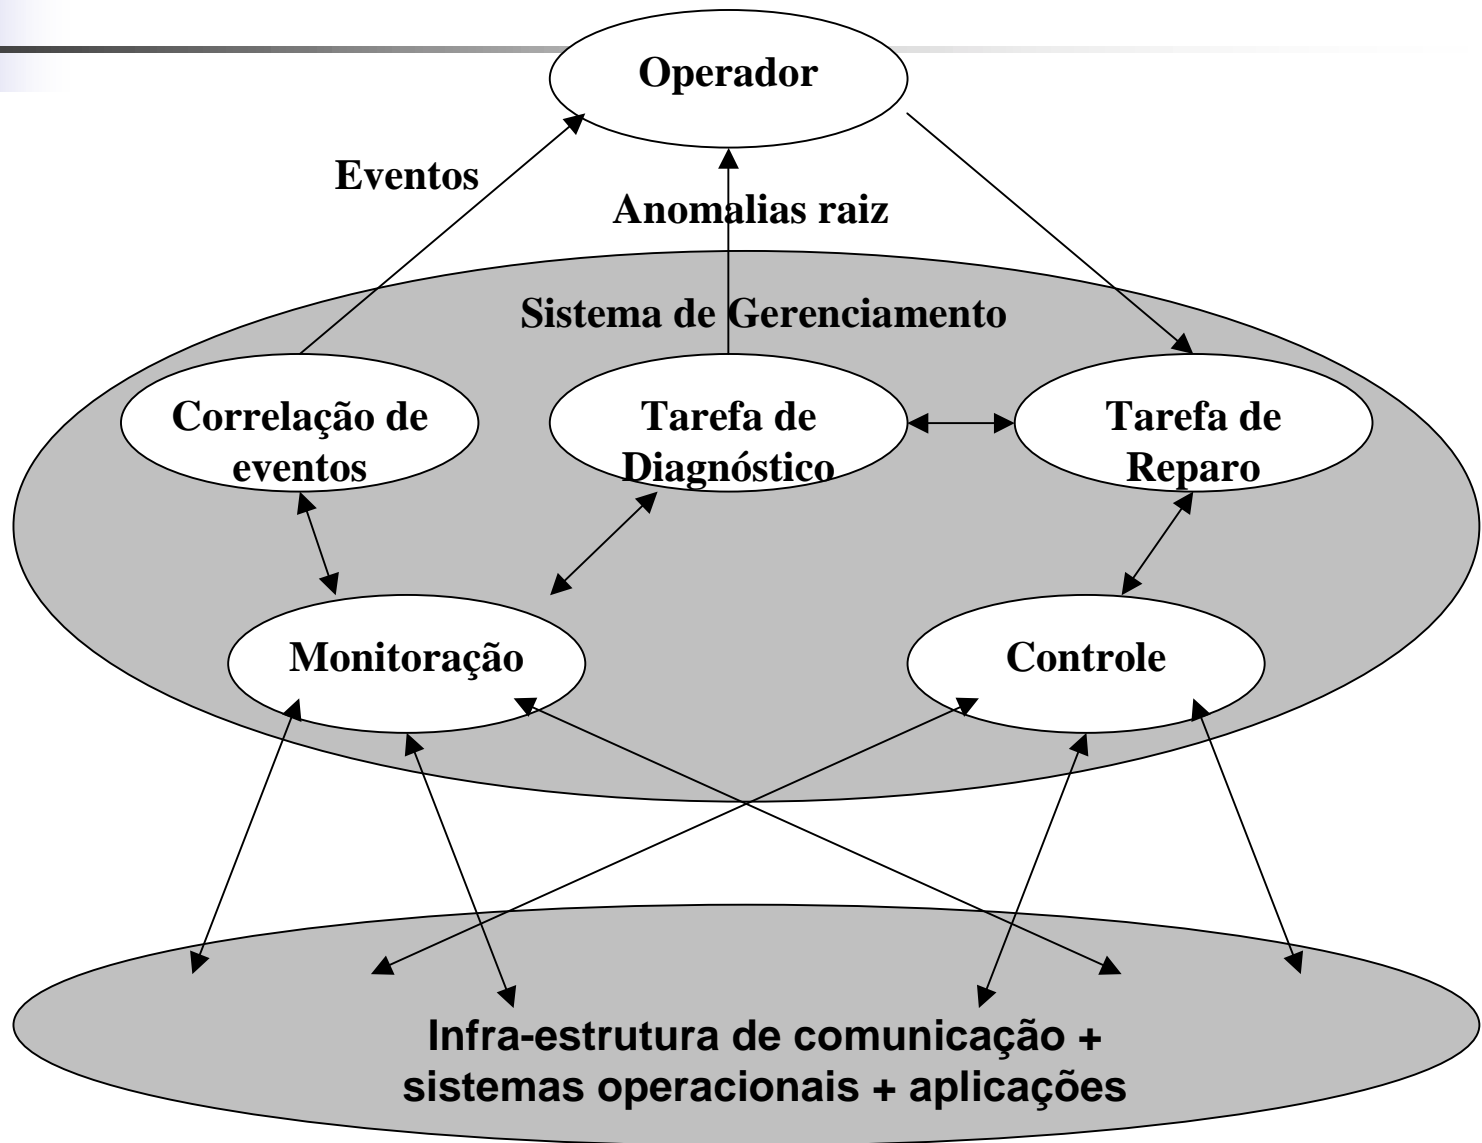 Operador
Eventos
Anomalias raiz
Sistema de Gerenciamento
Correlação de
eventos
Tarefa de
Diagnóstico
Tarefa de
Reparo
Monitoração
Controle
Infra-estrutura de comunicação +
sistemas operacionais + aplicações